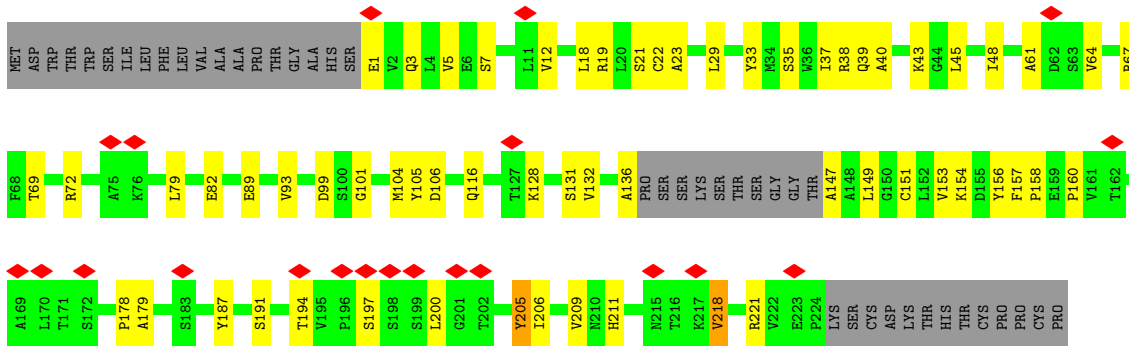 MET ASP TRP THR THR TRP SER ILE LEU PHE LEU VAL ALA ALA PRO THR GLY ALA HIS SER E1 V2 Q3 L4 V5 E6 S7 L11 V12 L18 R19 L20 S21 C22 A23 L29 Y33 M34 S35 W36 I37 R38 Q39 A40 K43 G44 L45 I48 A61 D62 S63 V64 R67
F68 T69 R72 A75 K76 L79 E82 E89 V93 D99 S100 G101 M104 Y105 D106 Q116 T127 K128 S131 V132 A136 PRO SER SER LYS SER THR SER GLY GLY THR A147 A148 L149 G150 C151 L152 V153 K154 D155 Y156 F157 P158 E159 P160 V161 T162
A169 L170 T171 S172 P178 A179 S183 Y187 S191 T194 V195 P196 S197 S198 S199 L200 G201 T202 Y205 I206 V209 N210 H211 N215 T216 K217 V218 R221 V222 E223 P224 LYS SER CYS ASP LYS THR HIS THR CYS PRO PRO CYS PRO